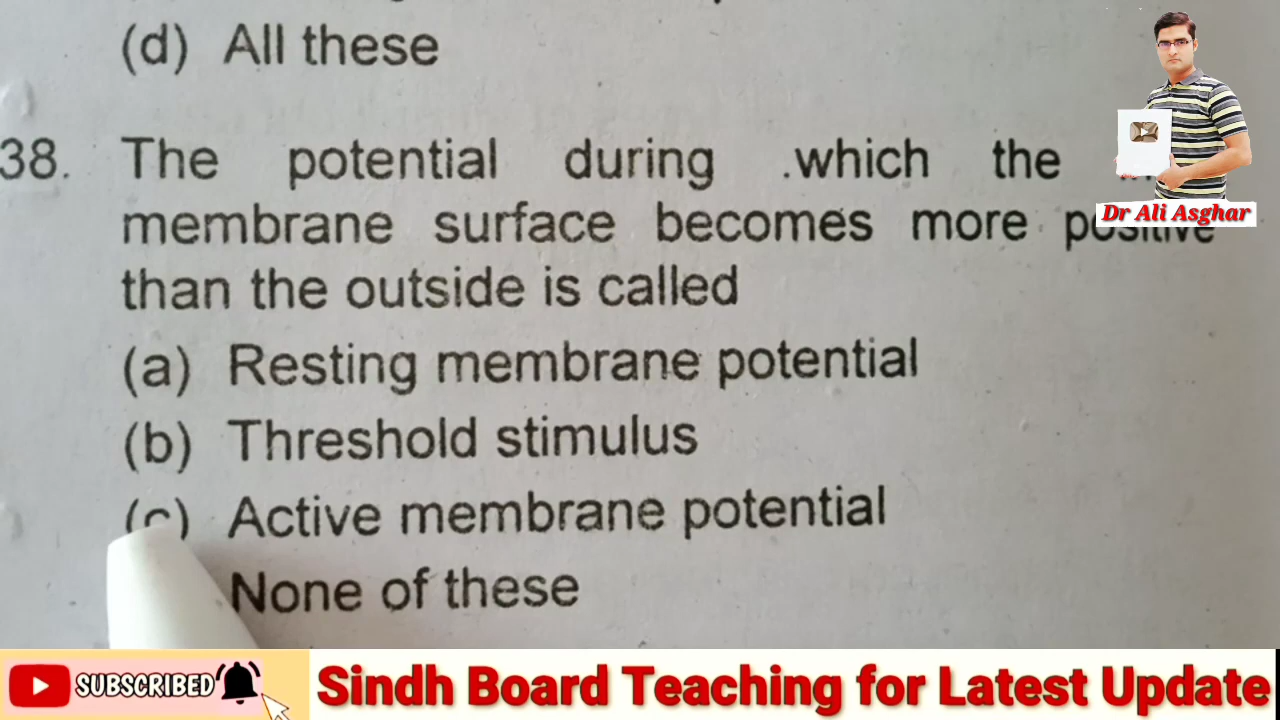 (d) All these
38. The potential during .which the
membrane surface becomes more positive
than the outside is called
(a) Resting membrane potential
(b) Threshold stimulus
(c) Active membrane potential
None of these
Dr Ali Asghar
SUBSCRIBED
Sindh Board Teaching for Latest Update